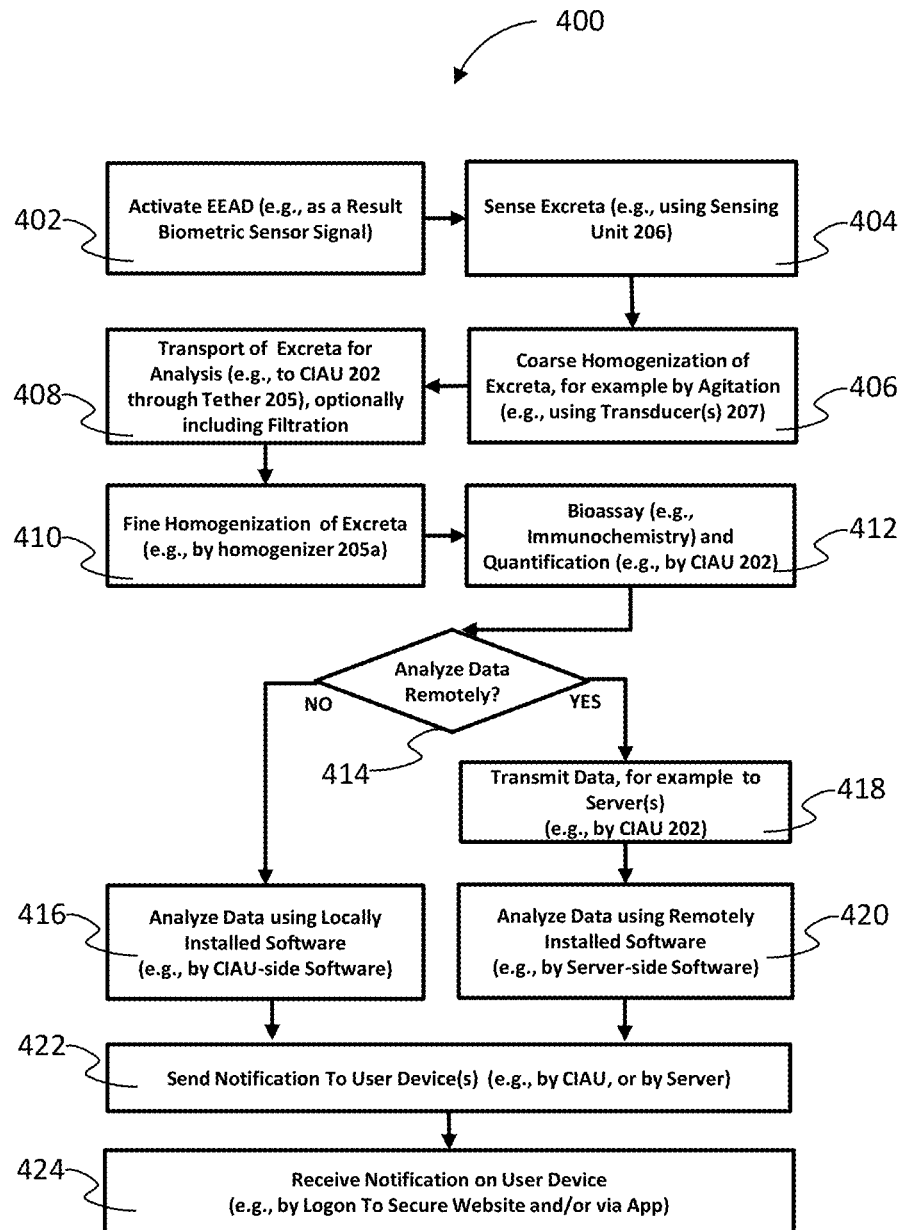 400
402
Activate EEAD (e.g., as a Result
Biometric Sensor Signal)
Sense Excreta (e.g., using Sensing
Unit 206)
404
408
Transport of Excreta for
Analysis (e.g., to CIAU 202
through Tether 205), optionally
including Filtration
Coarse Homogenization of
Excreta, for example by Agitation
(e.g., using Transducer(s) 207)
406
410
Fine Homogenization of Excreta
(e.g., by homogenizer 205a)
Bioassay (e.g.,
Immunochemistry) and
Quantification (e.g., by CIAU 202)
412
Analyze Data
Remotely?
NO
YES
414
Transmit Data, for example to
Server(s)
(e.g., by CIAU 202)
418
416
Analyze Data using Locally
Installed Software
(e.g., by CIAU-side Software)
Analyze Data using Remotely
Installed Software
(e.g., by Server-side Software)
420
422
Send Notification To User Device(s) (e.g., by CIAU, or by Server)
424
Receive Notification on User Device
(e.g., by Logon To Secure Website and/or via App)